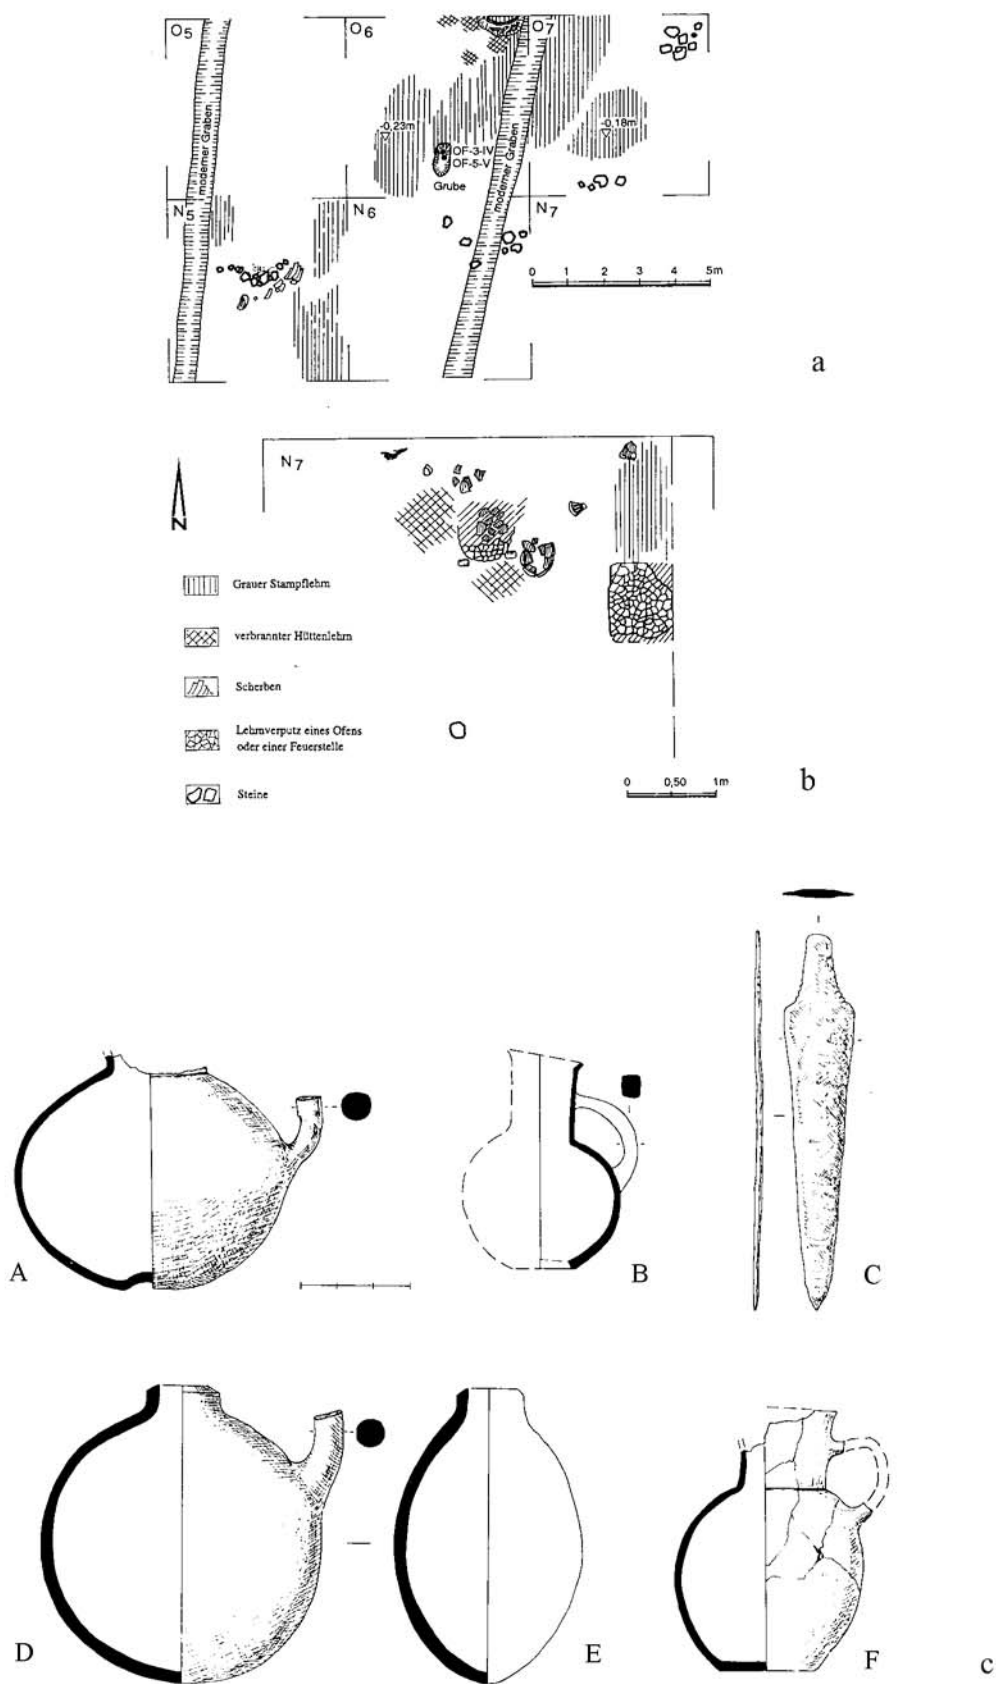 O5
O6
O7
moderner Graben
moderner Graben
-0,23m
-0,18m
OF-3-IV
OF-5-V
Grube
N5
N6
N7
0 1 2 3 4 5m
a
N7
N
Grauer Stampflehm
verbrannter Hüttenlehm
Scherben
Lehmverputz eines Ofens
oder einer Feuerstelle
Steine
0 0,50 1m
b
A
B
C
D
E
F
c